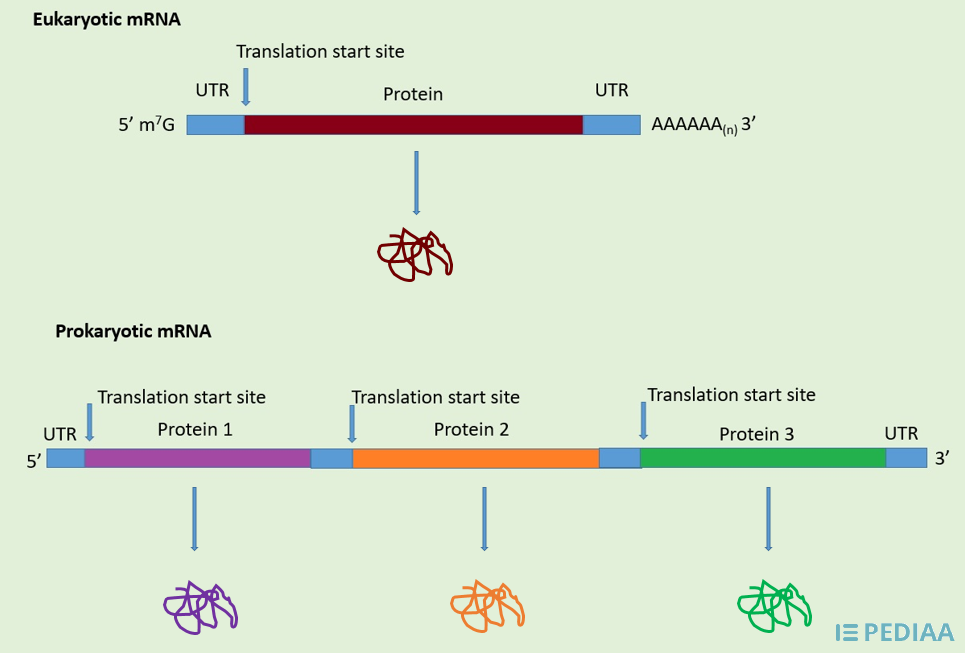 Eukaryotic mRNA
Translation start site
UTR
Protein
UTR
5’ m⁷G
AAAAAA(n) 3’
Prokaryotic mRNA
Translation start site
Translation start site
Translation start site
UTR
Protein 1
Protein 2
Protein 3
UTR
5’
3’
PEDIAA